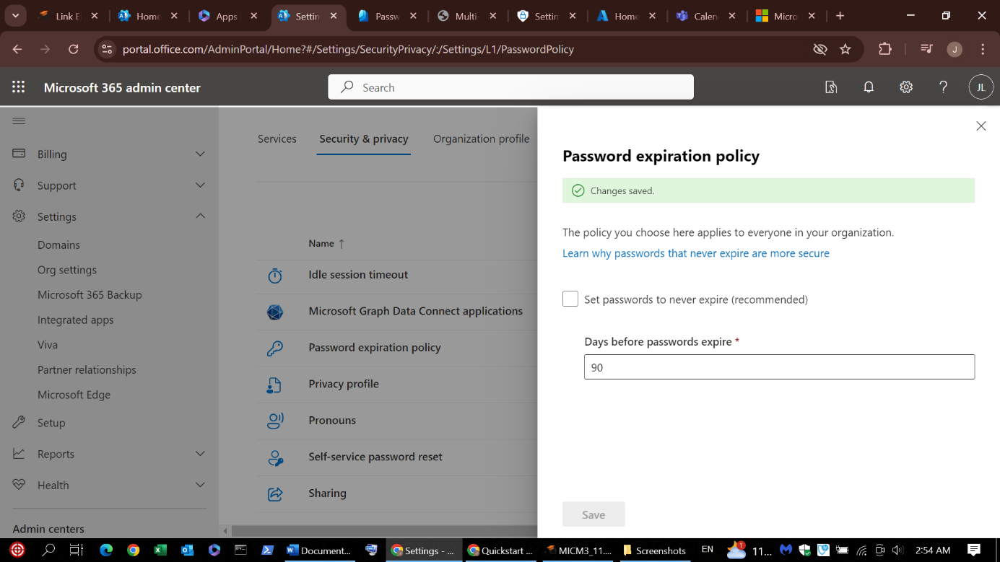 Link E
Home
Apps
Settin
Passw
Multi-
Settin
Home
Calen
Micro
portal.office.com/AdminPortal/Home?#/Settings/SecurityPrivacy/:/Settings/L1/PasswordPolicy
J
Microsoft 365 admin center
Search
JL
Billing
Support
Settings
Domains
Org settings
Microsoft 365 Backup
Integrated apps
Viva
Partner relationships
Microsoft Edge
Setup
Reports
Health
Admin centers
Services
Security & privacy
Organization profile
Name ↑
Idle session timeout
Microsoft Graph Data Connect applications
Password expiration policy
Privacy profile
Pronouns
Self-service password reset
Sharing
Password expiration policy
Changes saved.
The policy you choose here applies to everyone in your organization.
Learn why passwords that never expire are more secure
Set passwords to never expire (recommended)
Days before passwords expire *
90
Save
Document...
Settings - ...
Quickstart ...
MICM3_11....
Screenshots
EN
1
11...
2:54 AM